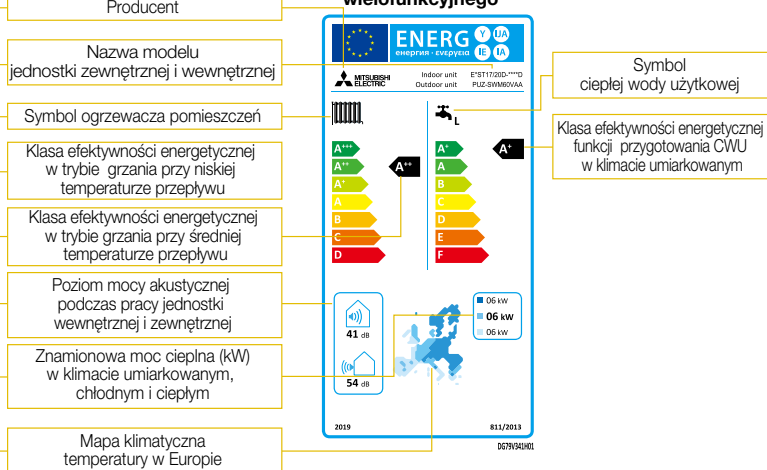 wielofunkcyjnego
Producent
Nazwa modelu
jednostki zewnętrznej i wewnętrznej
Symbol ogrzewacza pomieszczeń
Klasa efektywności energetycznej
w trybie grzania przy niskiej
temperaturze przepływu
Klasa efektywności energetycznej
w trybie grzania przy średniej
temperaturze przepływu
Poziom mocy akustycznej
podczas pracy jednostki
wewnętrznej i zewnętrznej
Znamionowa moc cieplna (kW)
w klimacie umiarkowanym,
chłodnym i ciepłym
Mapa klimatyczna
temperatury w Europie
ENERG
енергия · ενεργεια
Y UA
IE IA
MITSUBISHI
ELECTRIC
Indoor unit E*ST17/20D-****D
Outdoor unit PUZ-SWM60VAA
L
A+++
A++
A+
A
B
C
D
A++
A+
A
B
C
D
E
F
A+
41 dB
54 dB
06 kW
06 kW
06 kW
2019
811/2013
DG79V341H01
Symbol
ciepłej wody użytkowej
Klasa efektywności energetycznej
funkcji przygotowania CWU
w klimacie umiarkowanym